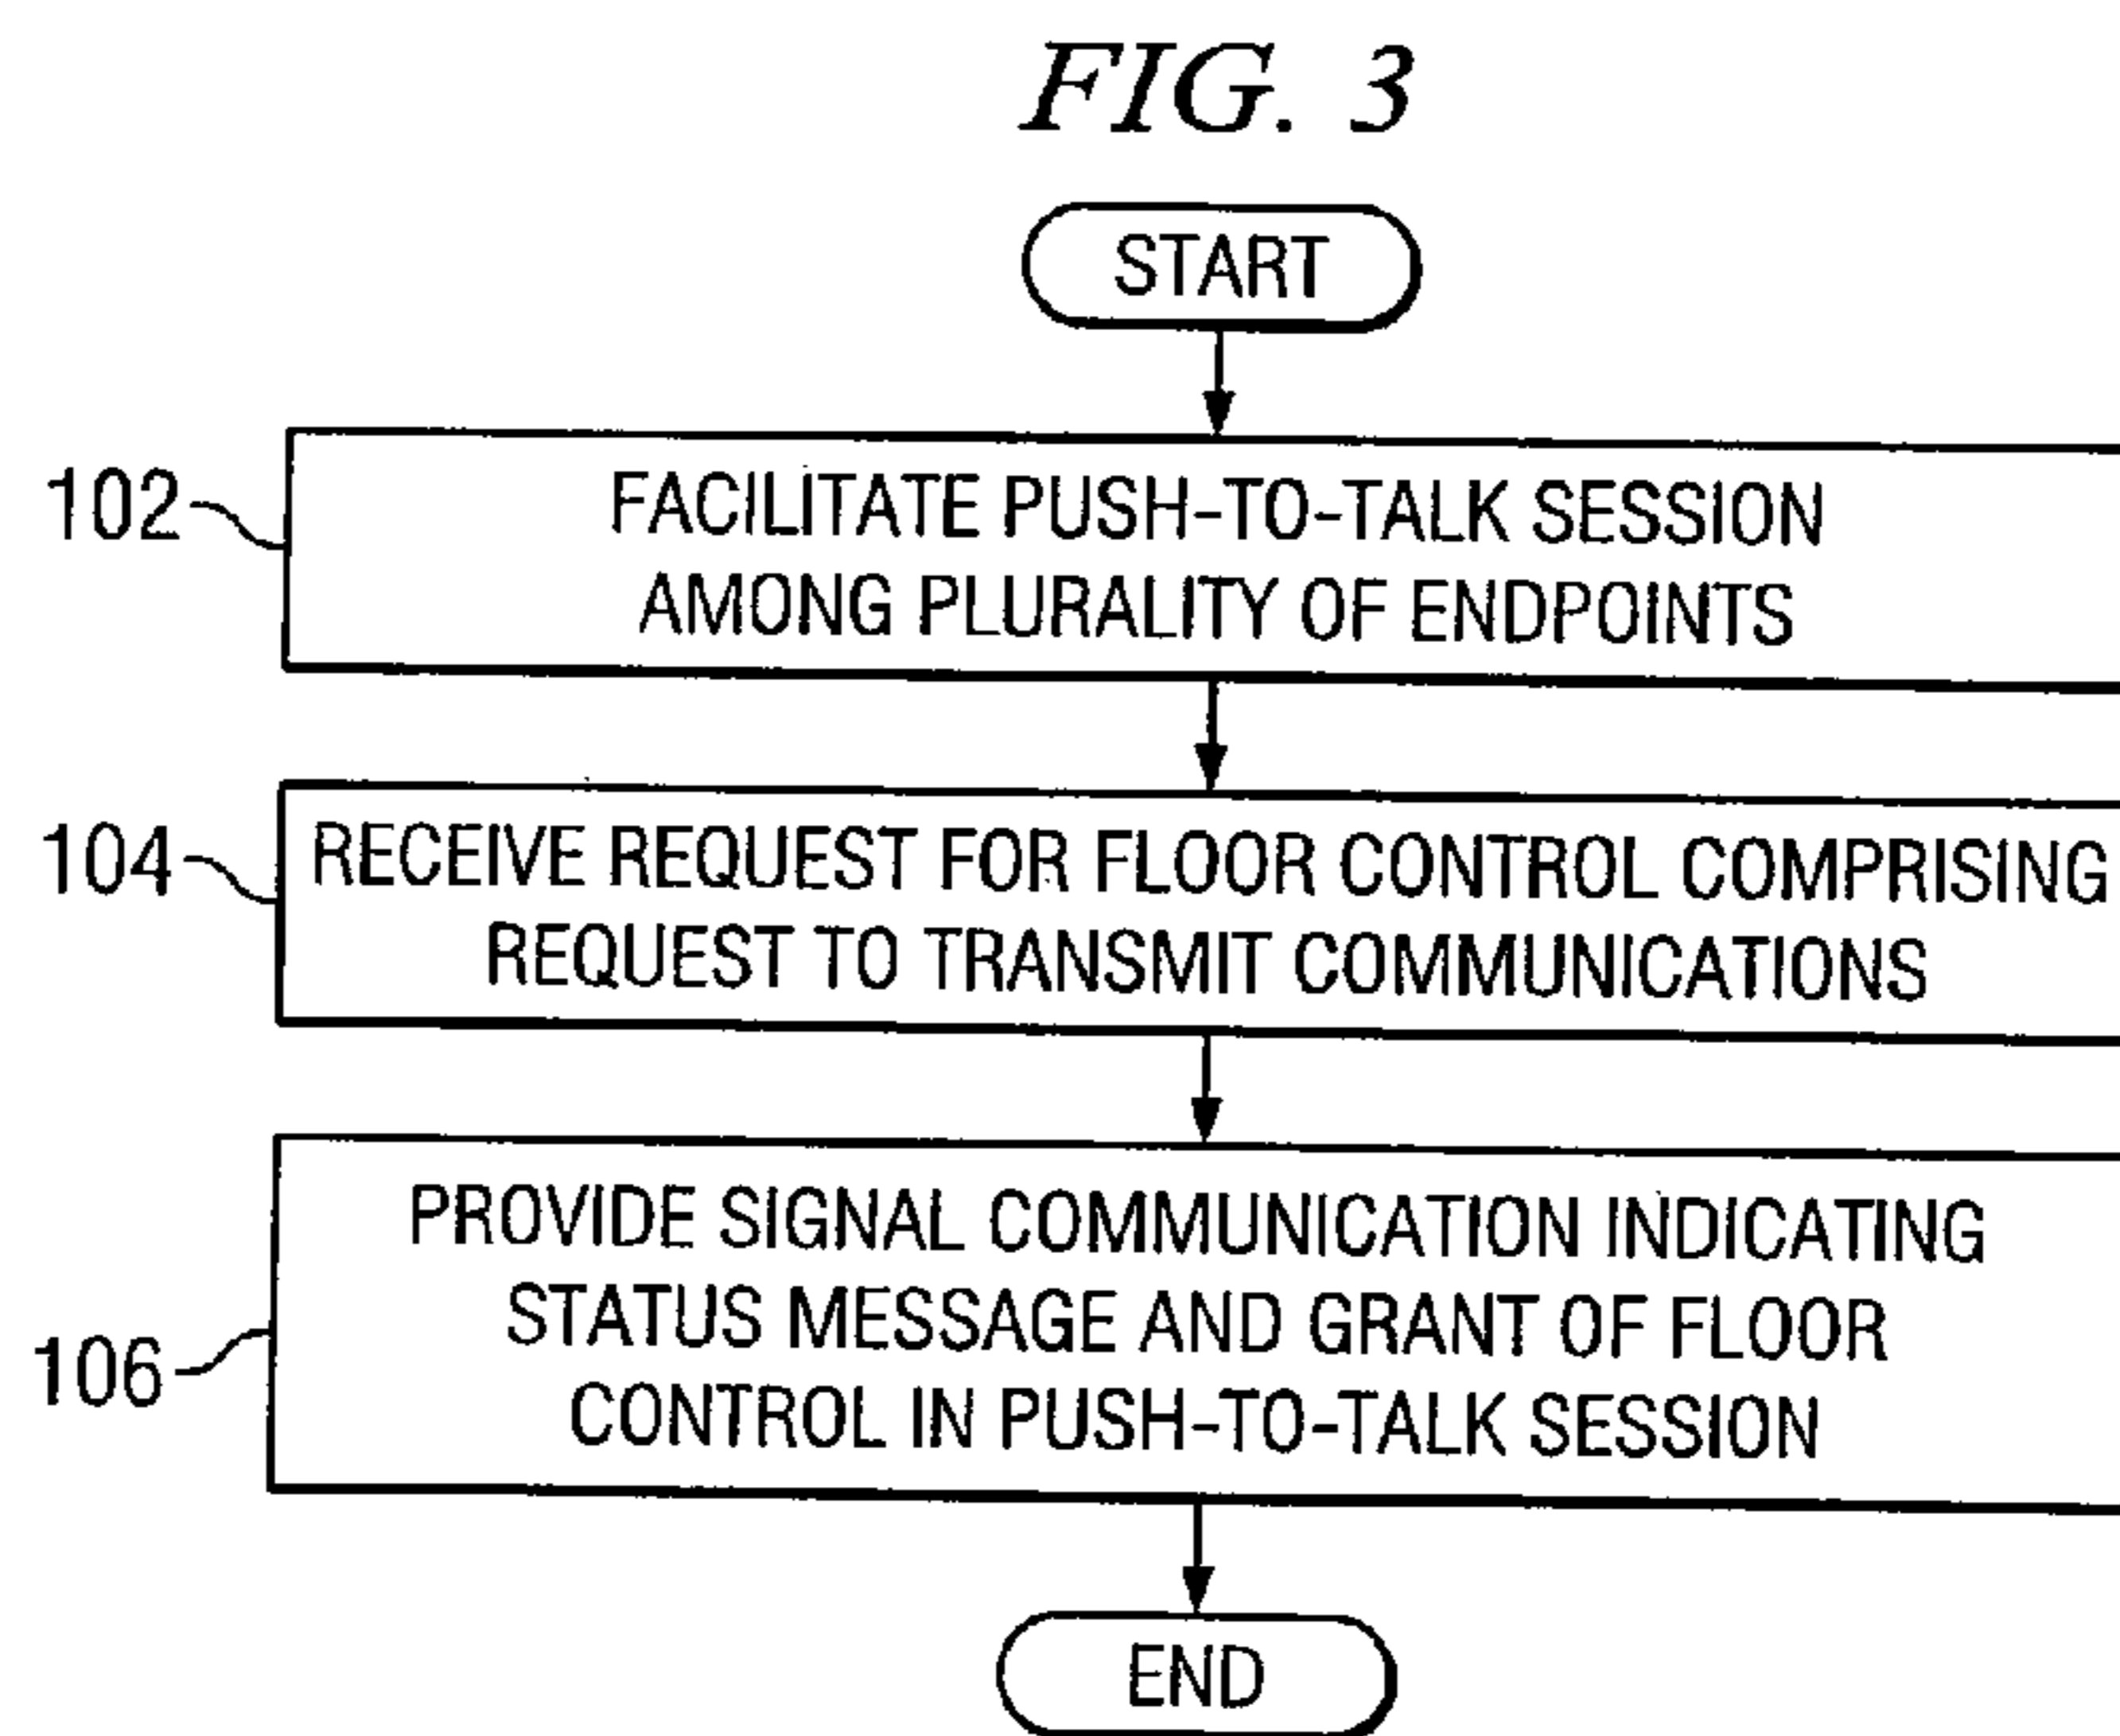 FIG. 3
START
102
FACILITATE PUSH-TO-TALK SESSION
AMONG PLURALITY OF ENDPOINTS
104
RECEIVE REQUEST FOR FLOOR CONTROL COMPRISING
REQUEST TO TRANSMIT COMMUNICATIONS
106
PROVIDE SIGNAL COMMUNICATION INDICATING
STATUS MESSAGE AND GRANT OF FLOOR
CONTROL IN PUSH-TO-TALK SESSION
END